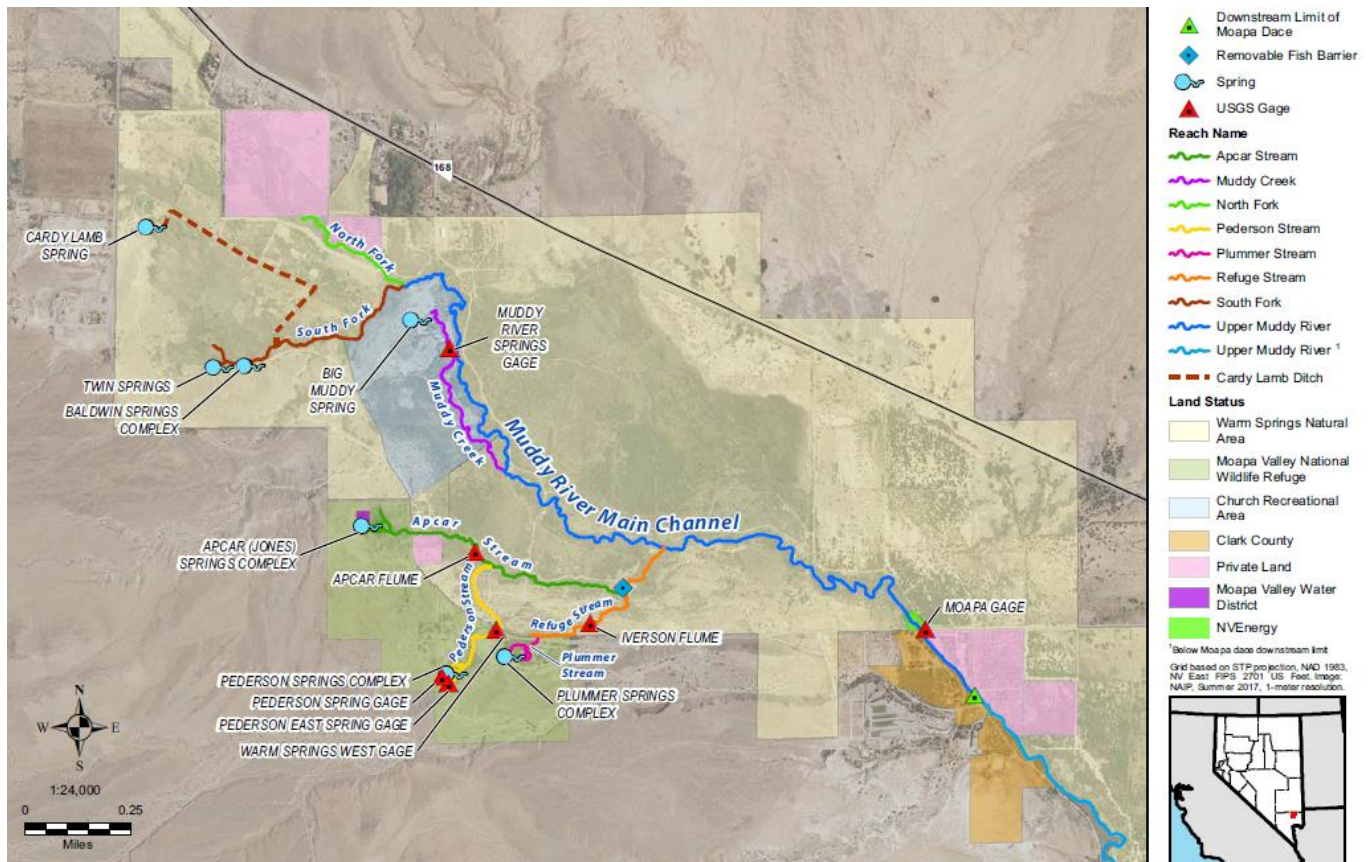 168
CARDY LAMB
SPRING
North Fork
South Fork
MUDDY
RIVER
SPRINGS
GAGE
TWIN SPRINGS
BALDWIN SPRINGS
COMPLEX
BIG
MUDDY
SPRING
Muddy Creek
Muddy River Main Channel
Apcar
Stream
APCAR (JONES)
SPRINGS COMPLEX
APCAR FLUME
Pederson Stream
Refuge Stream
IVERSON FLUME
MOAPA GAGE
Plummer
Stream
PEDERSON SPRINGS COMPLEX
PEDERSON SPRING GAGE
PEDERSON EAST SPRING GAGE
WARM SPRINGS WEST GAGE
PLUMMER SPRINGS
COMPLEX
N
W
E
S
1:24,000
0
0.25
Miles
Downstream Limit of
Moapa Dace
Removable Fish Barrier
Spring
USGS Gage
Reach Name
Apcar Stream
Muddy Creek
North Fork
Pederson Stream
Plummer Stream
Refuge Stream
South Fork
Upper Muddy River
Upper Muddy River ¹
Cardy Lamb Ditch
Land Status
Warm Springs Natural
Area
Moapa Valley National
Wildlife Refuge
Church Recreational
Area
Clark County
Private Land
Moapa Valley Water
District
NVEnergy
¹Below Moapa dace downstream limit
Grid based on STP projection, NAD 1983,
NV East FIPS 2701 US Feet. Image:
NAIP, Summer 2017, 1-meter resolution.